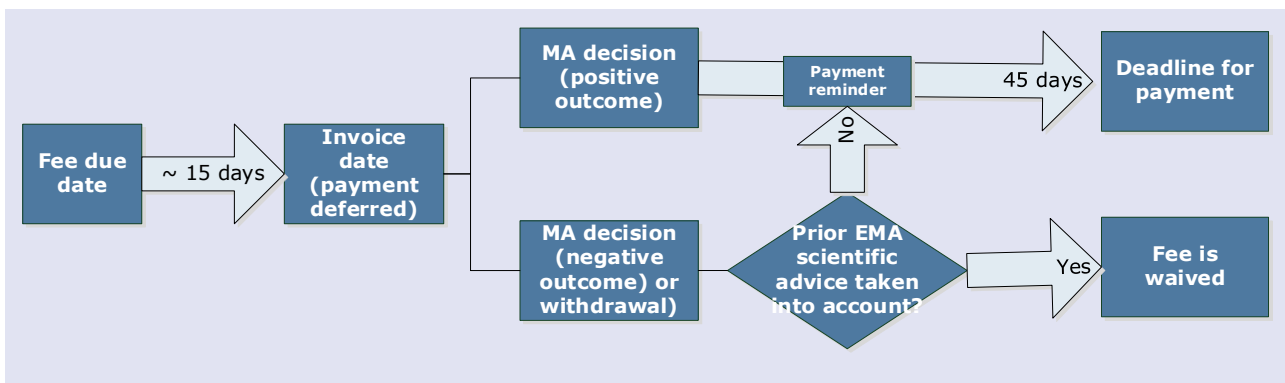 Fee due
date
~ 15 days
Invoice
date
(payment
deferred)
MA decision
(positive
outcome)
Payment
reminder
45 days
Deadline for
payment
MA decision
(negative
outcome) or
withdrawal)
Prior EMA
scientific
advice taken
into account?
No
Yes
Fee is
waived